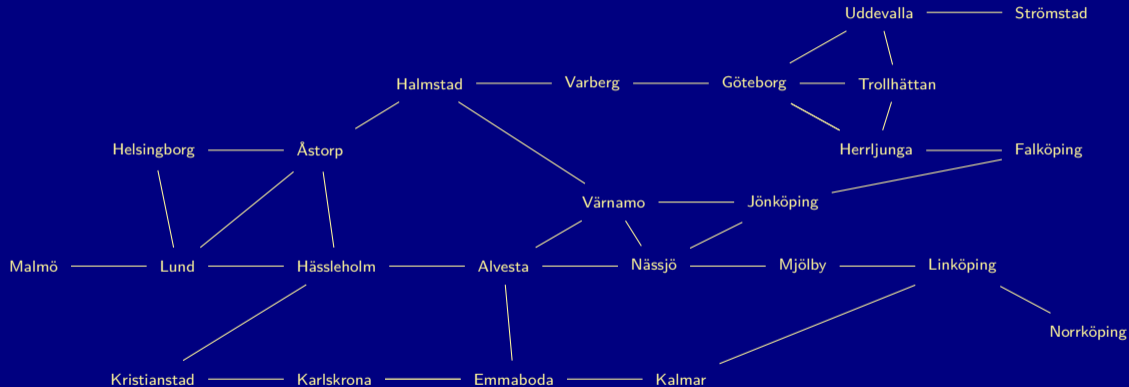 Uddevalla Strömstad
Halmstad Varberg Göteborg Trollhättan
Helsingborg Åstorp Herrljunga Falköping
Värnamo Jönköping
Malmö Lund Hässleholm Alvesta Nässjö Mjölby Linköping
Norrköping
Kristianstad Karlskrona Emmaboda Kalmar